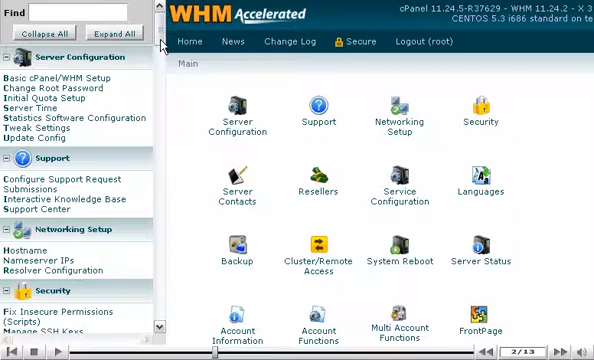 Find
Collapse All
Expand All
Server Configuration
Basic cPanel/WHM Setup
Change Root Password
Initial Quota Setup
Server Time
Statistics Software Configuration
Tweak Settings
Update Config
Support
Configure Support Request
Submissions
Interactive Knowledge Base
Support Center
Networking Setup
Hostname
Nameserver IPs
Resolver Configuration
Security
Fix Insecure Permissions
(Scripts)
Manage SSH Keys
WHM Accelerated
cPanel 11.24.5-R37629 - WHM 11.24.2 - X 3
CENTOS 5.3 i686 standard on te
Home
News
Change Log
Secure
Logout (root)
Main
Server
Configuration
Support
Networking
Setup
Security
Server
Contacts
Resellers
Service
Configuration
Languages
Backup
Cluster/Remote
Access
System Reboot
Server Status
Account
Information
Account
Functions
Multi Account
Functions
FrontPage
2/13